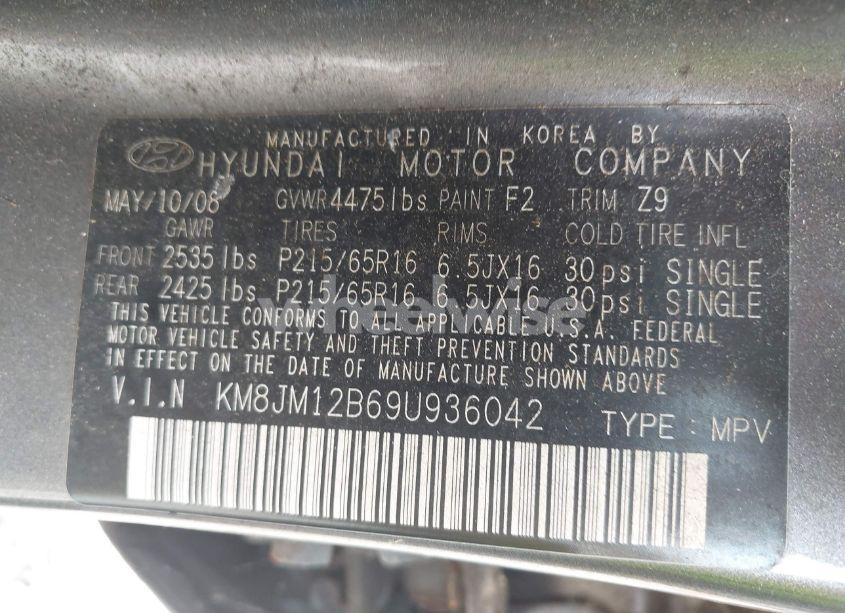 MANUFACTURED IN KOREA BY
HYUNDAI MOTOR COMPANY
MAY/10/08 GVWR 4475lbs PAINT F2 TRIM Z9
GAWR TIRES RIMS COLD TIRE INFL
FRONT 2535 lbs P215/65R16 6.5JX16 30psi SINGLE
REAR 2425 lbs P215/65R16 6.5JX16 30psi SINGLE
THIS VEHICLE CONFORMS TO ALL APPLICABLE U.S.A. FEDERAL
MOTOR VEHICLE SAFETY AND THEFT PREVENTION STANDARDS
IN EFFECT ON THE DATE OF MANUFACTURE SHOWN ABOVE
V.I.N KM8JM12B69U936042 TYPE : MPV
wheelwise